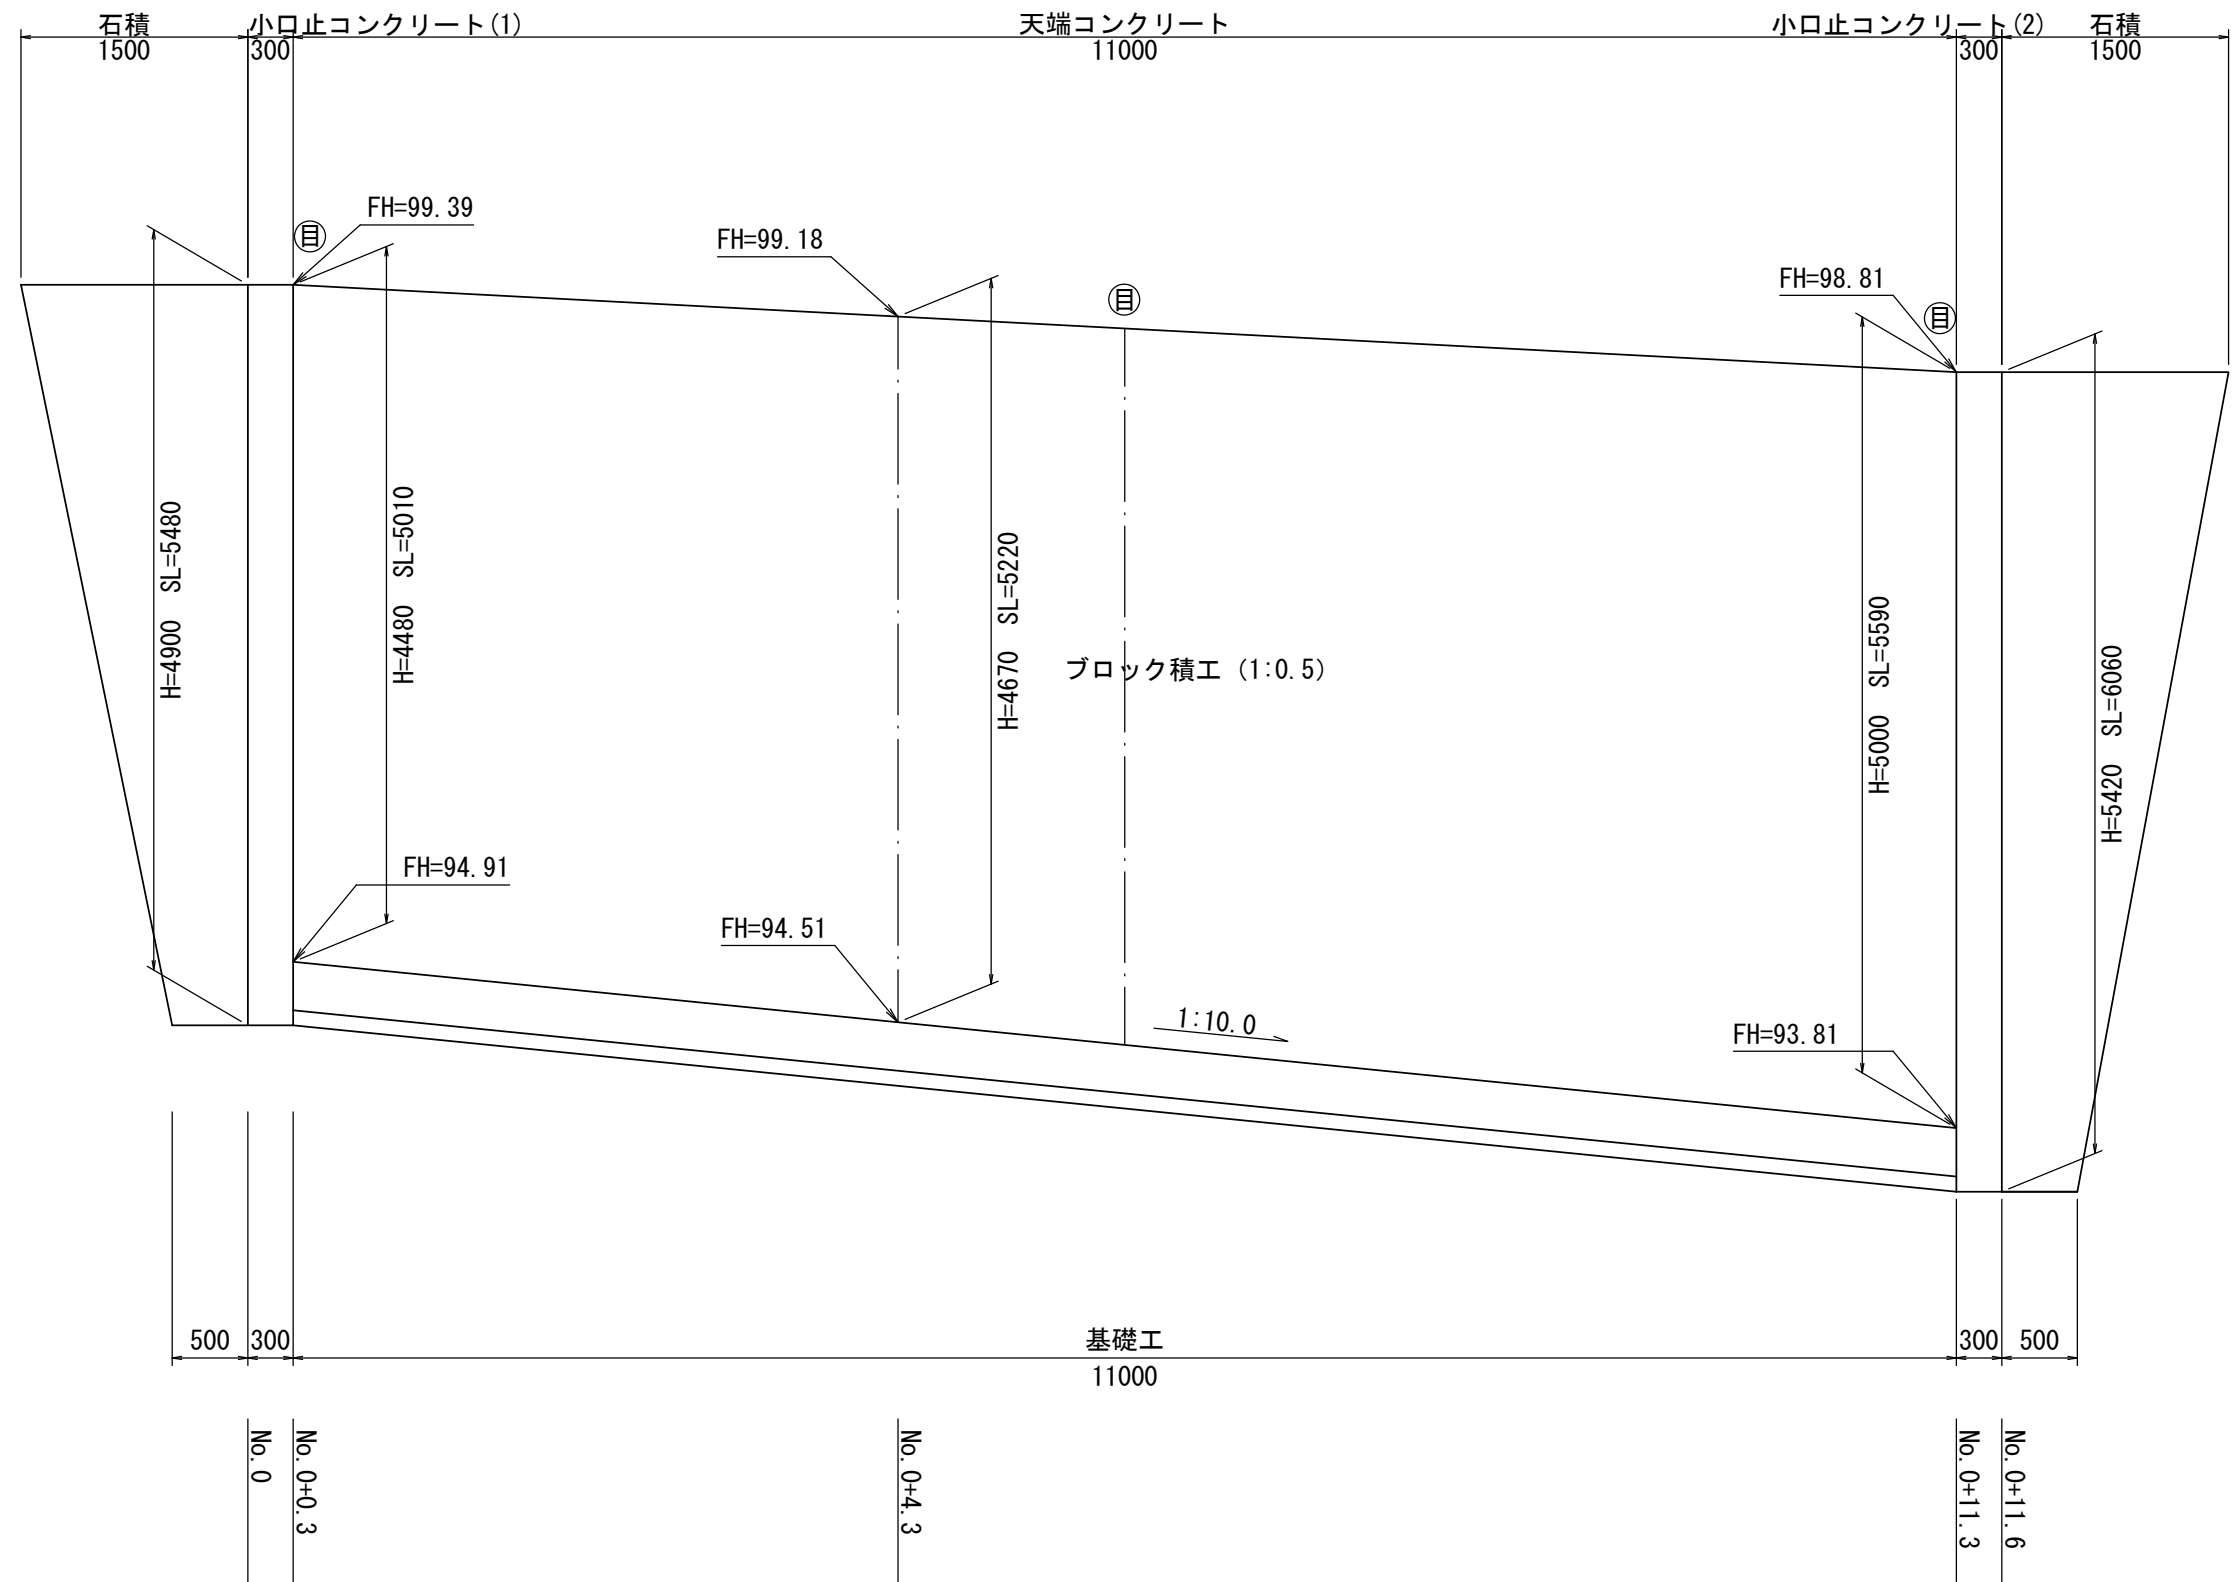 石積
小口止コンクリート(1)
天端コンクリート
小口止コンクリート(2)
石積
1500
300
11000
300
1500
FH=99.39
目
FH=99.18
目
FH=98.81
目
H=4900 SL=5480
H=4480 SL=5010
H=4670 SL=5220
ブロック積工 (1:0.5)
H=5000 SL=5590
H=5420 SL=6060
FH=94.91
FH=94.51
1:10.0
FH=93.81
500
300
基礎工
11000
300
500
No.0
No.0+0.3
No.0+4.3
No.0+11.3
No.0+11.6